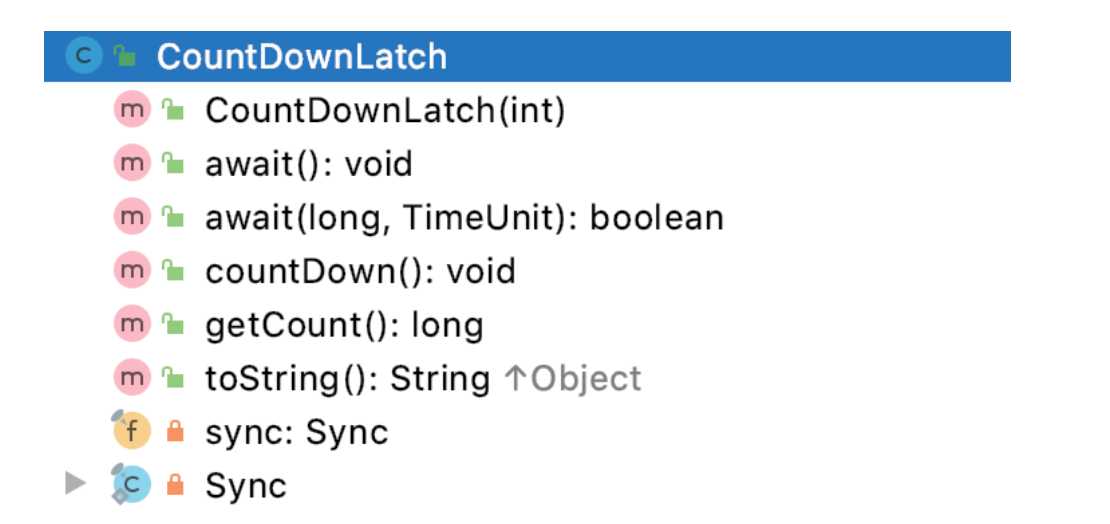 C CountDownLatch
m CountDownLatch(int)
m await(): void
m await(long, TimeUnit): boolean
m countDown(): void
m getCount(): long
m toString(): String ↑Object
f sync: Sync
C Sync